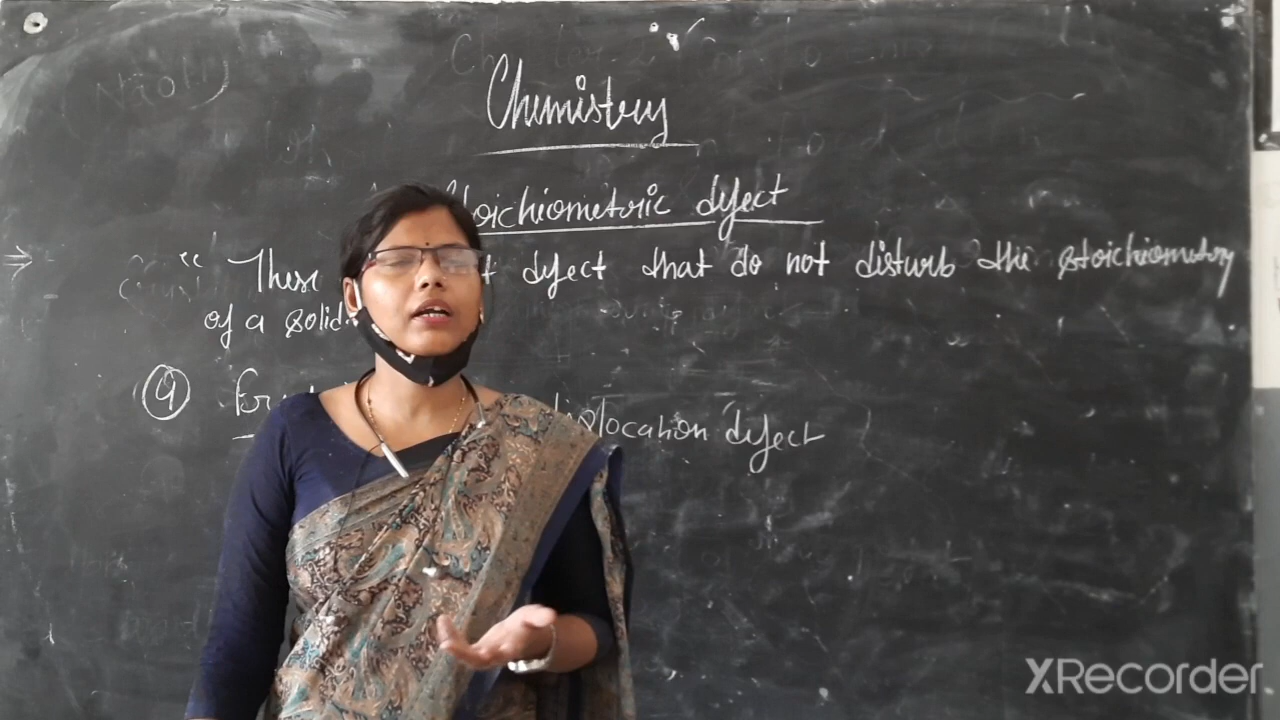 Chemistry
Stoichiometric defect
⇒ " These defect that do not disturb the stoichiometry
of a solid.
dislocation defect
XRecorder